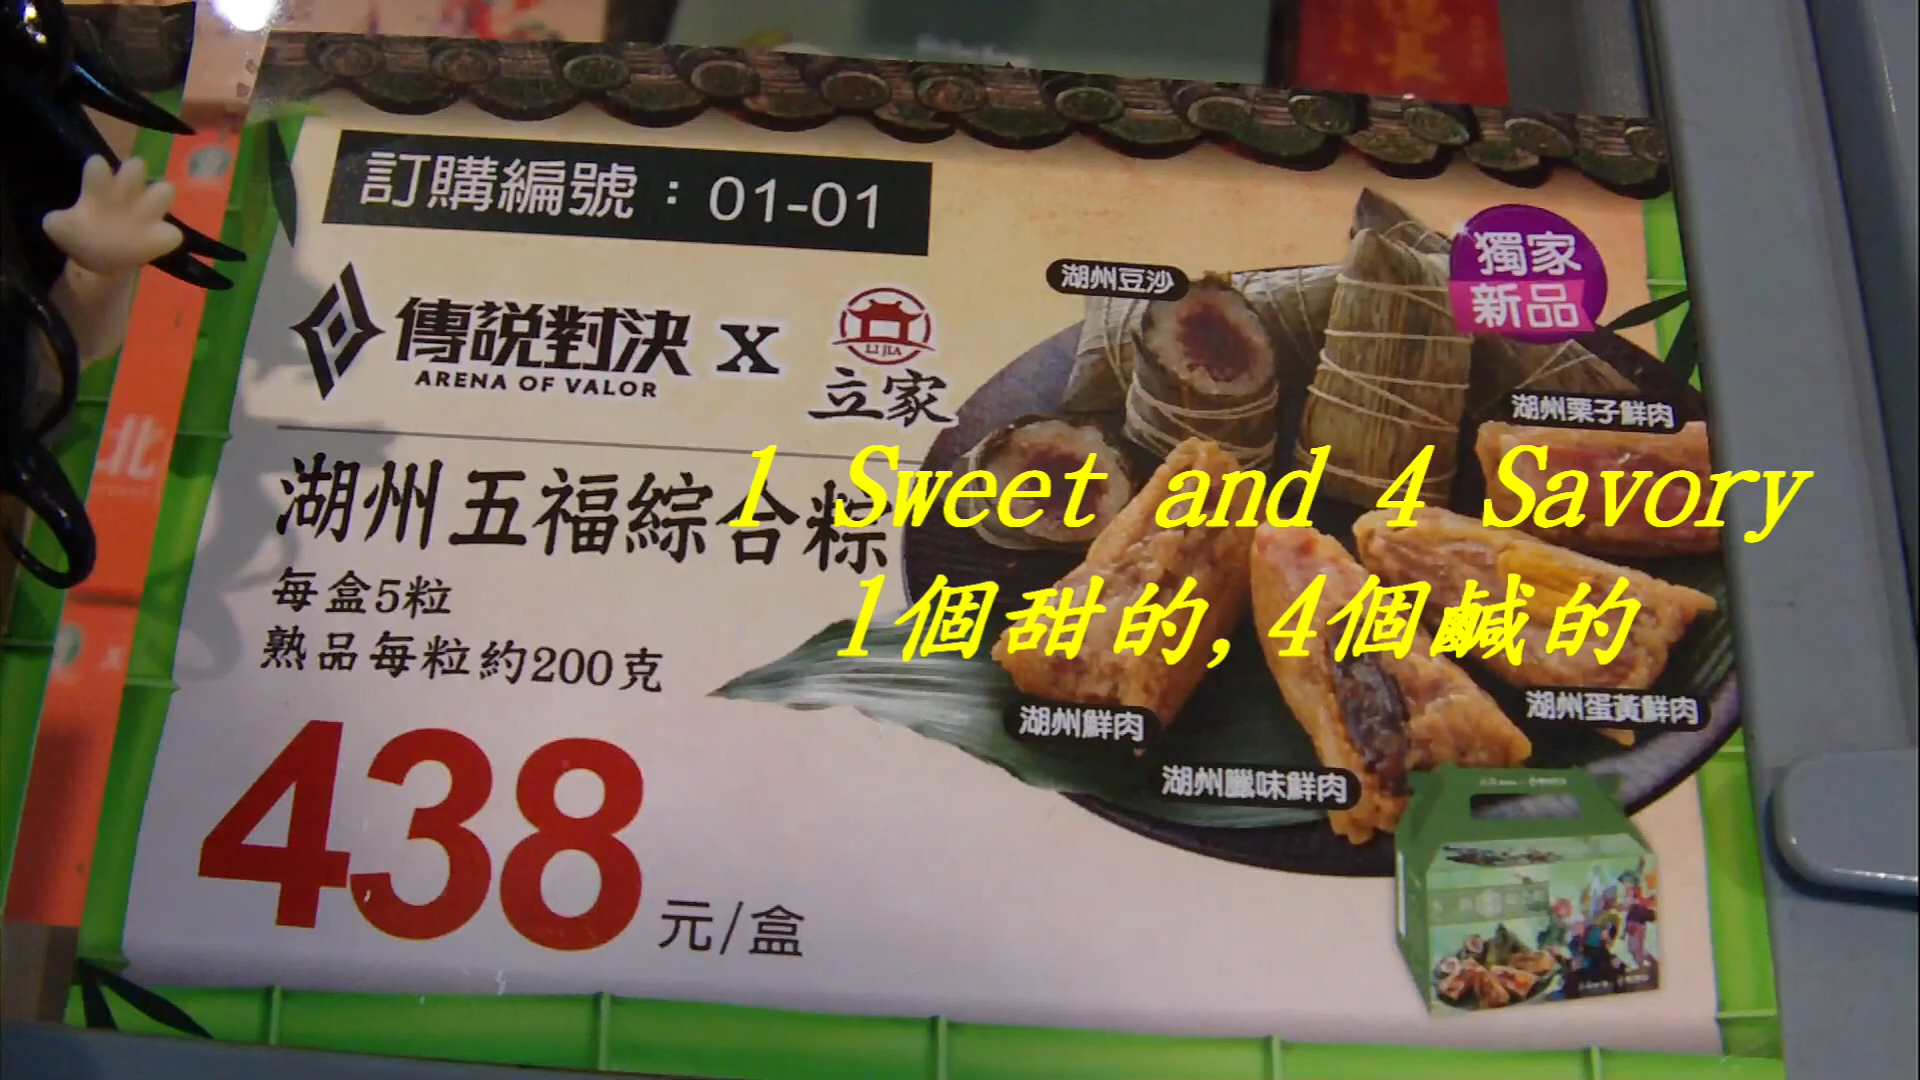 訂購編號：01-01
傳說對決 X
ARENA OF VALOR
LI JIA
立家
湖州五福綜合粽
每盒5粒
熟品每粒約200克
438元/盒
獨家
新品
湖州豆沙
湖州栗子鮮肉
1 Sweet and 4 Savory
1個甜的,4個鹹的
湖州鮮肉
湖州蛋黃鮮肉
湖州臘味鮮肉
北